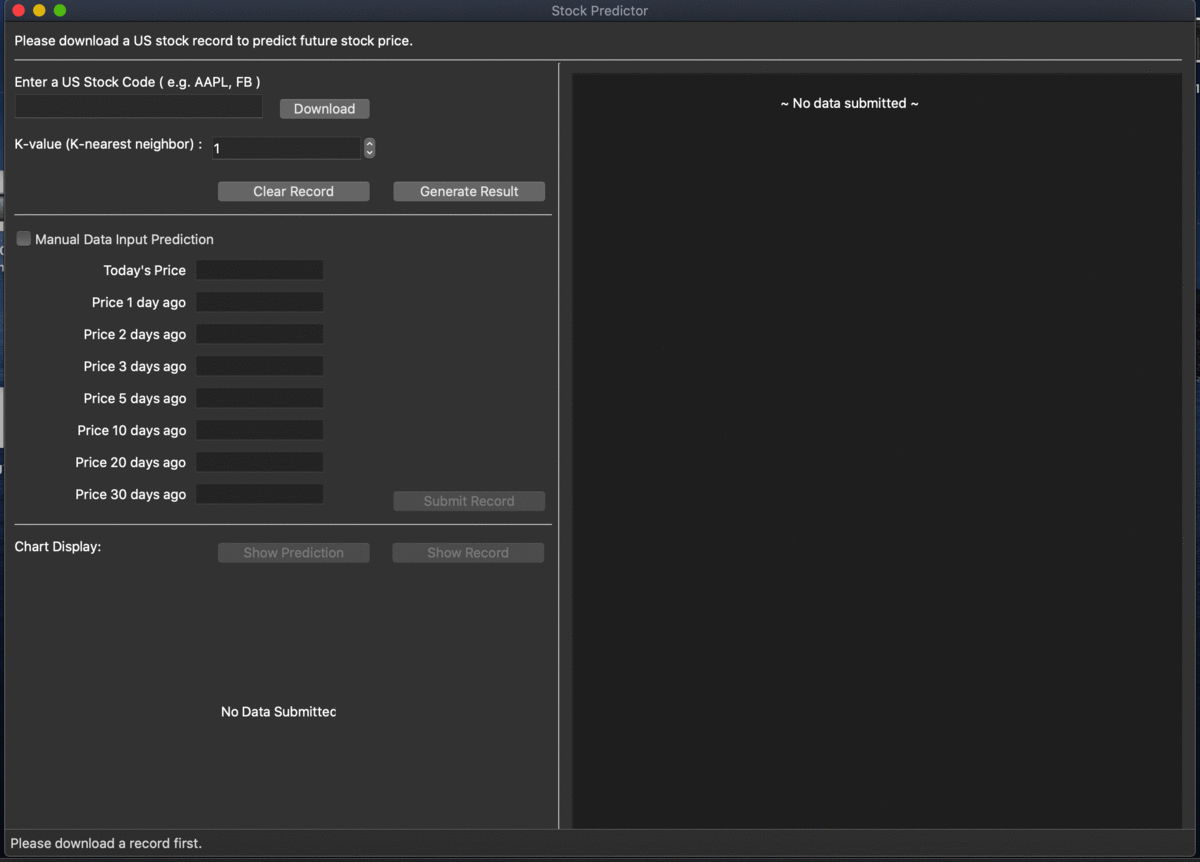 Stock Predictor
Please download a US stock record to predict future stock price.
Enter a US Stock Code ( e.g. AAPL, FB )
Download
K-value (K-nearest neighbor) :
1
Clear Record
Generate Result
Manual Data Input Prediction
Today's Price
Price 1 day ago
Price 2 days ago
Price 3 days ago
Price 5 days ago
Price 10 days ago
Price 20 days ago
Price 30 days ago
Submit Record
Chart Display:
Show Prediction
Show Record
No Data Submitted
~ No data submitted ~
Please download a record first.